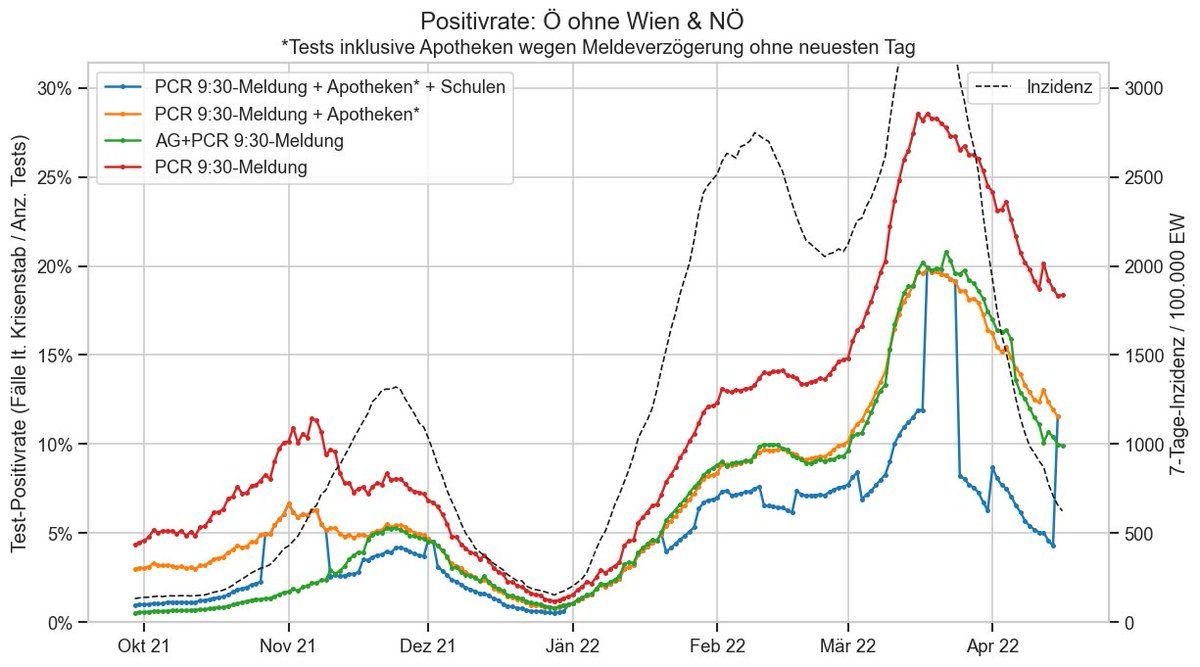 Positivrate: Ö ohne Wien & NÖ
*Tests inklusive Apotheken wegen Meldeverzögerung ohne neuesten Tag
PCR 9:30-Meldung + Apotheken* + Schulen
PCR 9:30-Meldung + Apotheken*
AG+PCR 9:30-Meldung
PCR 9:30-Meldung
Inzidenz
Test-Positivrate (Fälle lt. Krisenstab / Anz. Tests)
30%
25%
20%
15%
10%
5%
0%
3000
2500
2000
1500
1000
500
0
7-Tage-Inzidenz / 100.000 EW
Okt 21 Nov 21 Dez 21 Jän 22 Feb 22 Mär 22 Apr 22